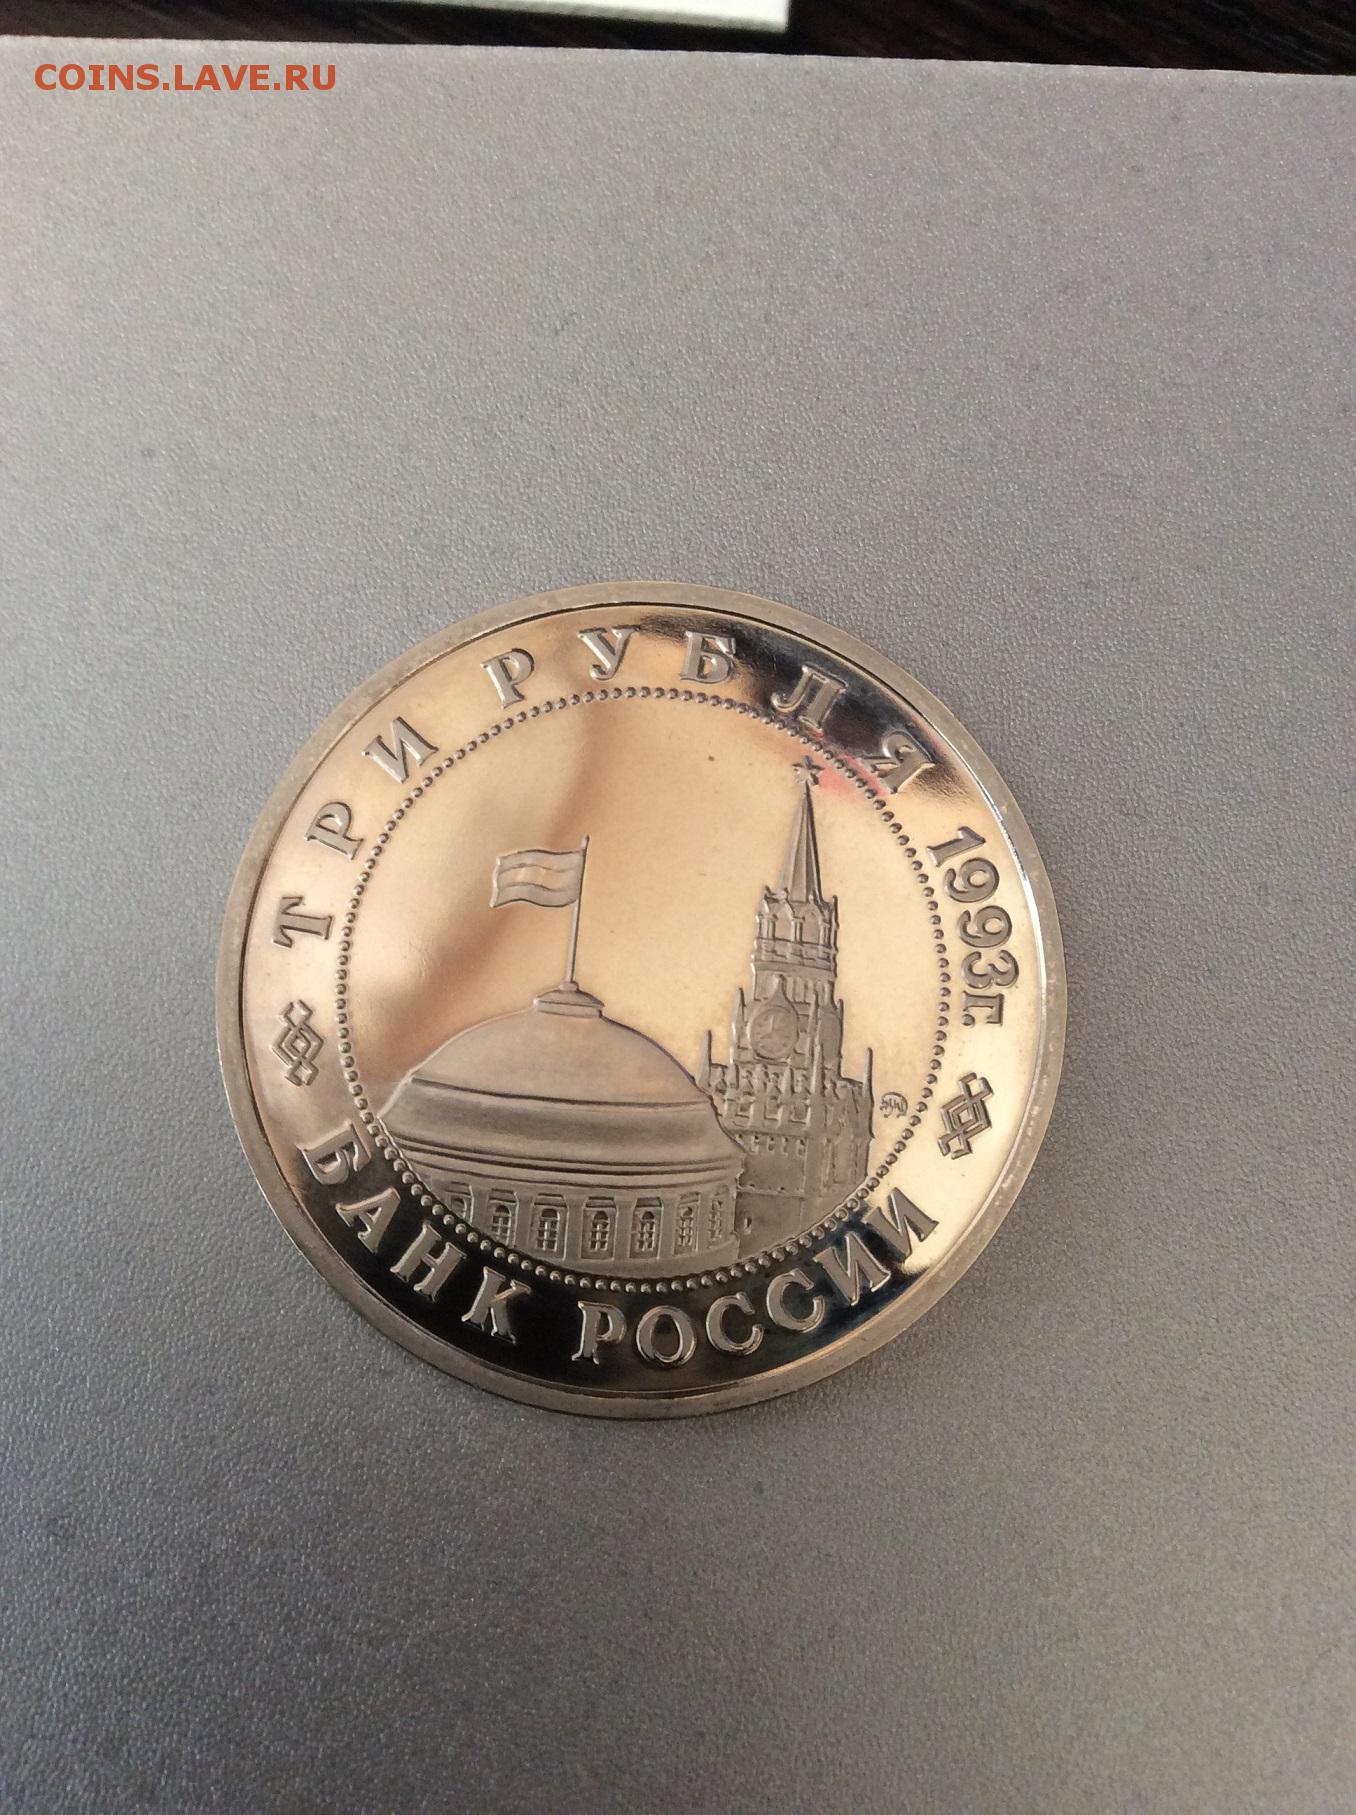 COINS.LAVE.RU
ТРИ РУБЛЯ 1993г.
БАНК РОССИИ